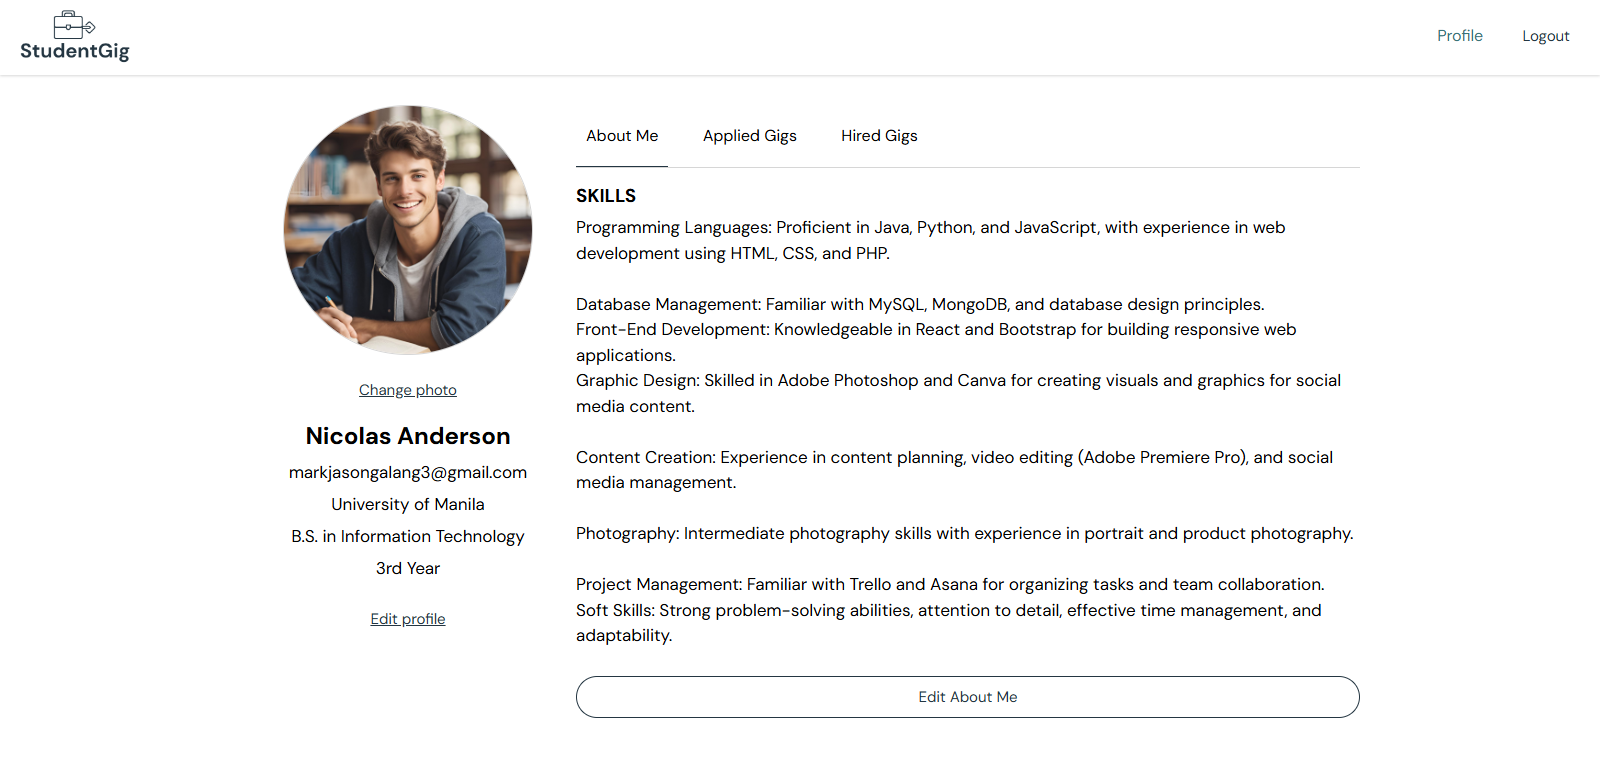 StudentGig
Profile
Logout
Change photo
Nicolas Anderson
markjasongalang3@gmail.com
University of Manila
B.S. in Information Technology
3rd Year
Edit profile
About Me
Applied Gigs
Hired Gigs
SKILLS
Programming Languages: Proficient in Java, Python, and JavaScript, with experience in web
development using HTML, CSS, and PHP.
Database Management: Familiar with MySQL, MongoDB, and database design principles.
Front-End Development: Knowledgeable in React and Bootstrap for building responsive web
applications.
Graphic Design: Skilled in Adobe Photoshop and Canva for creating visuals and graphics for social
media content.
Content Creation: Experience in content planning, video editing (Adobe Premiere Pro), and social
media management.
Photography: Intermediate photography skills with experience in portrait and product photography.
Project Management: Familiar with Trello and Asana for organizing tasks and team collaboration.
Soft Skills: Strong problem-solving abilities, attention to detail, effective time management, and
adaptability.
Edit About Me